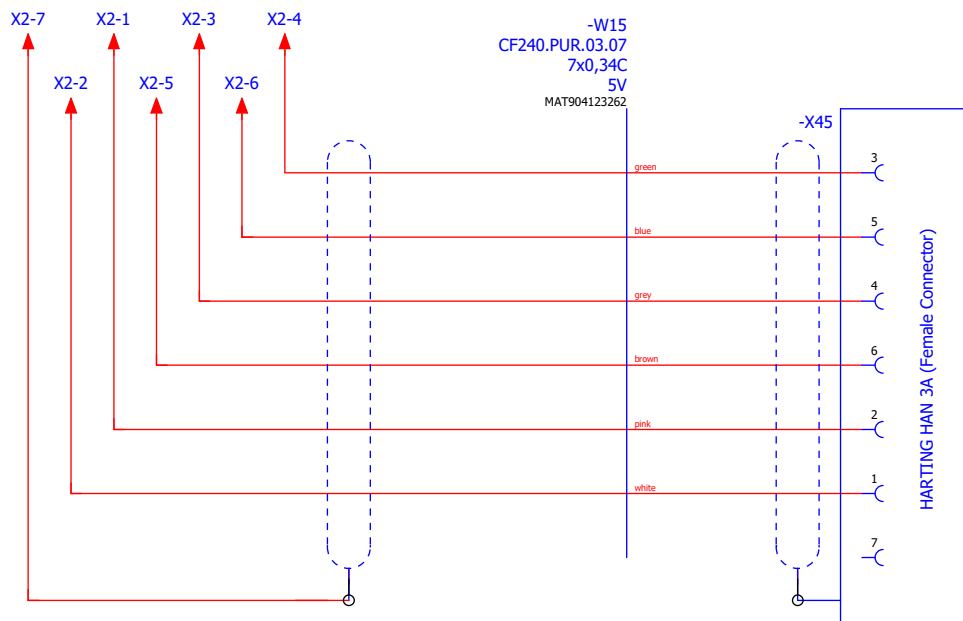 X2-7
X2-1
X2-3
X2-4
X2-2
X2-5
X2-6
-W15
CF240.PUR.03.07
7x0,34C
5V
MAT904123262
-X45
green
3
blue
5
grey
4
brown
6
pink
2
white
1
7
HARTING HAN 3A (Female Connector)